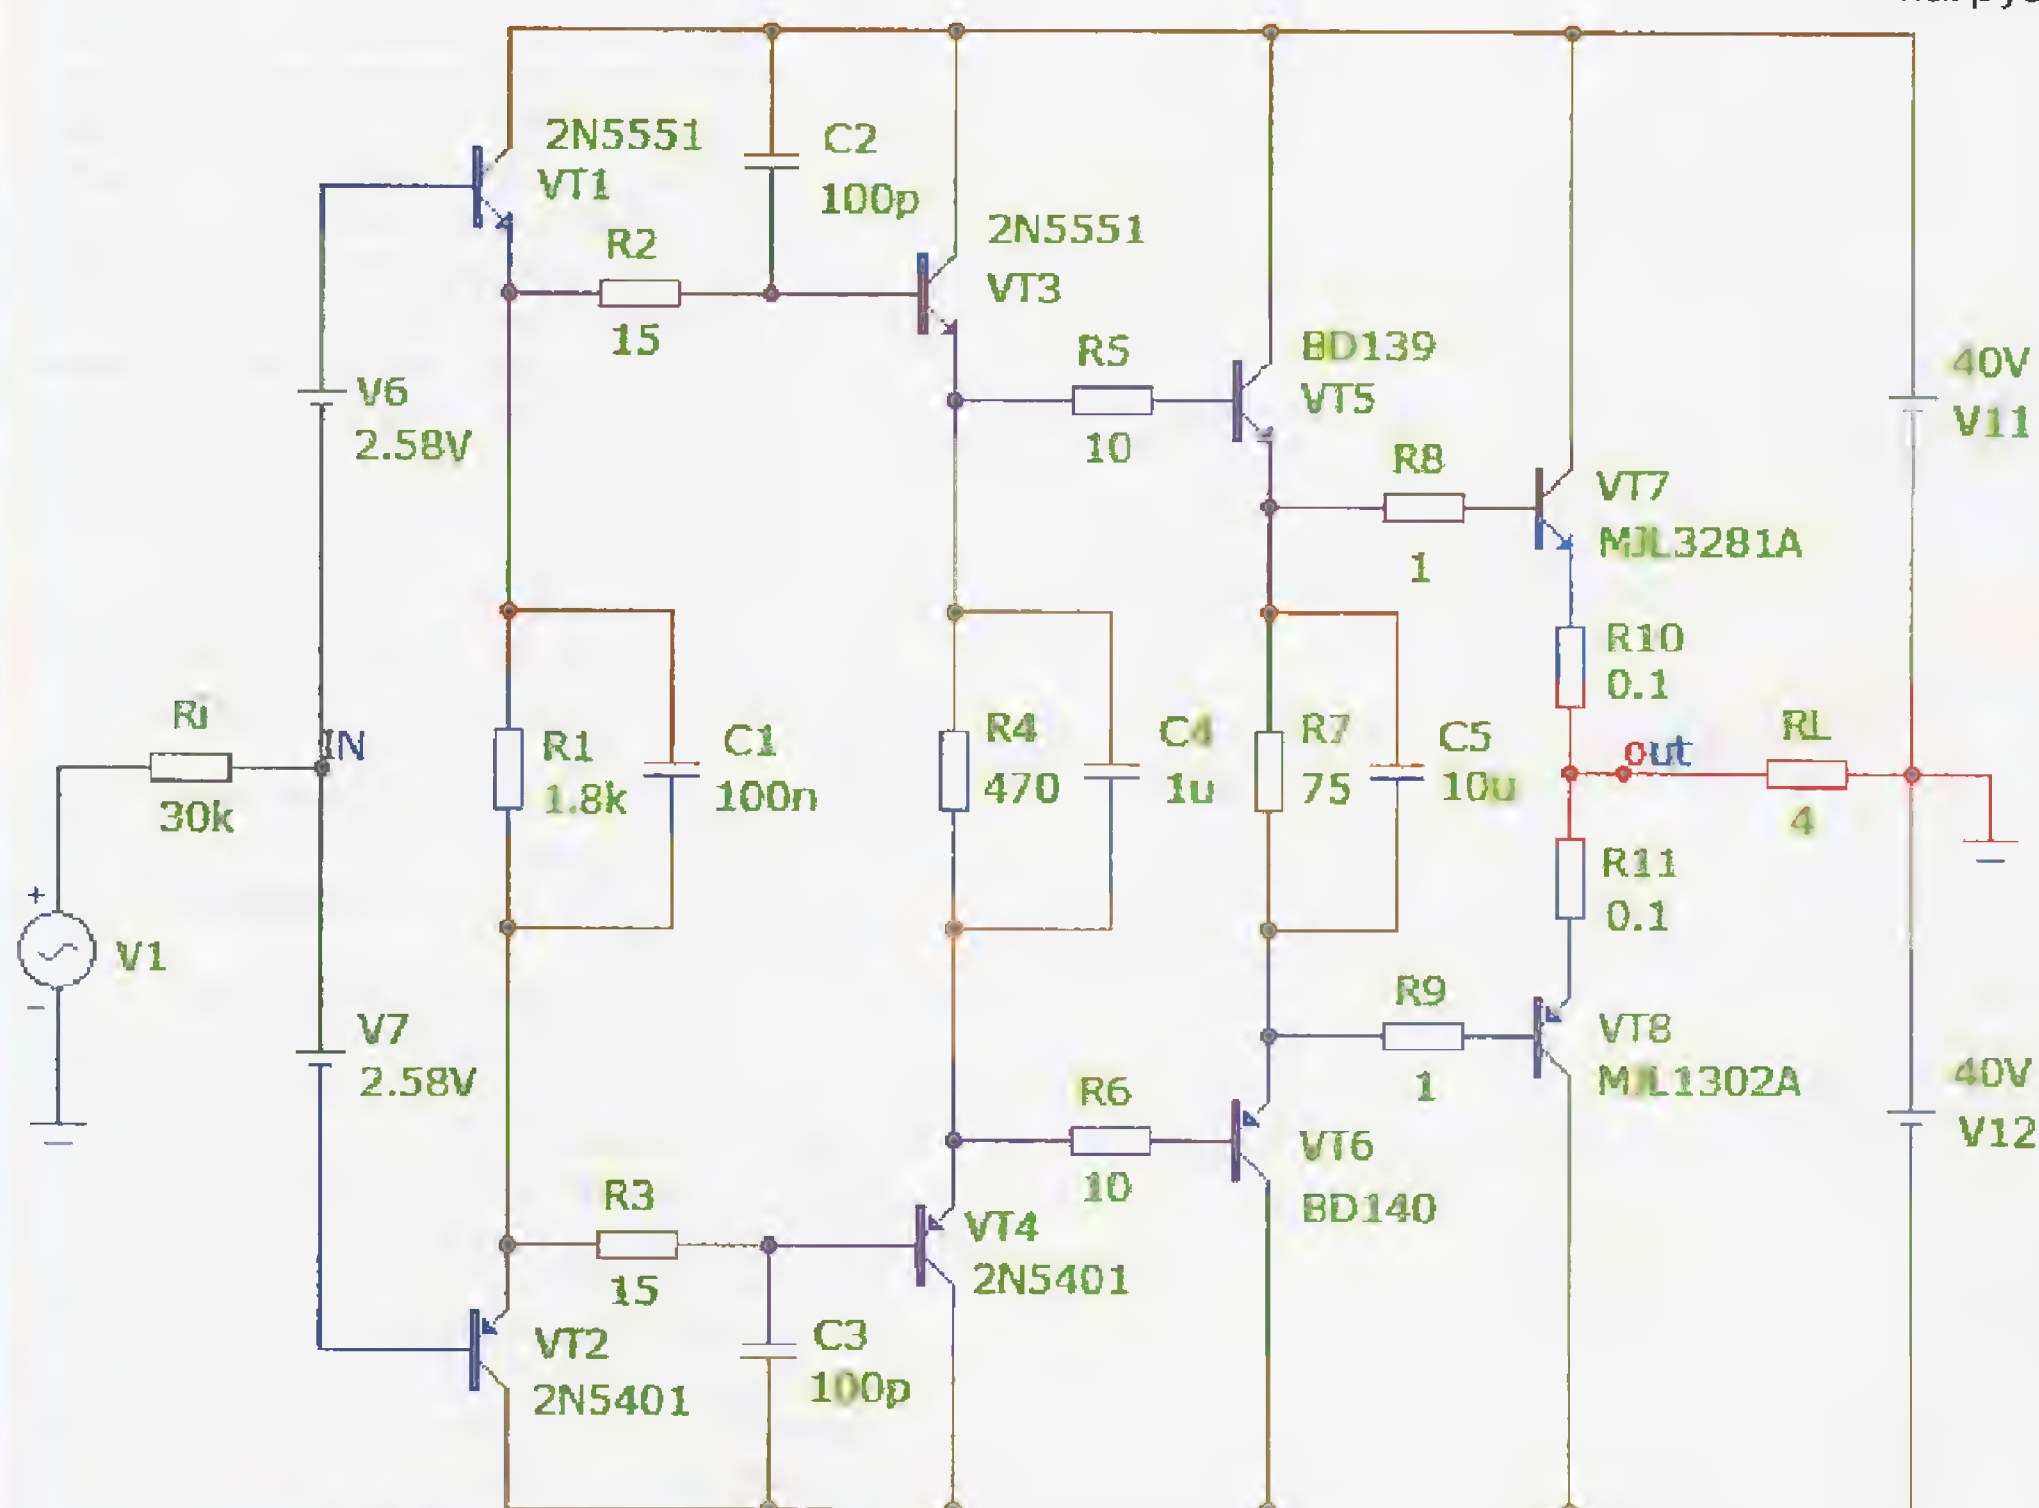 2N5551
VT1
C2
100p
R2
15
2N5551
VT3
R5
10
BD139
VT5
R8
1
VT7
MJL3281A
40V
V11
V6
2.58V
Ri
30k
IN
R1
1.8k
C1
100n
R4
470
C4
1u
R7
75
C5
10u
R10
0.1
out
RL
4
R11
0.1
+
V1
−
V7
2.58V
R3
15
VT2
2N5401
C3
100p
VT4
2N5401
R6
10
VT6
BD140
R9
1
VT8
MJL1302A
40V
V12